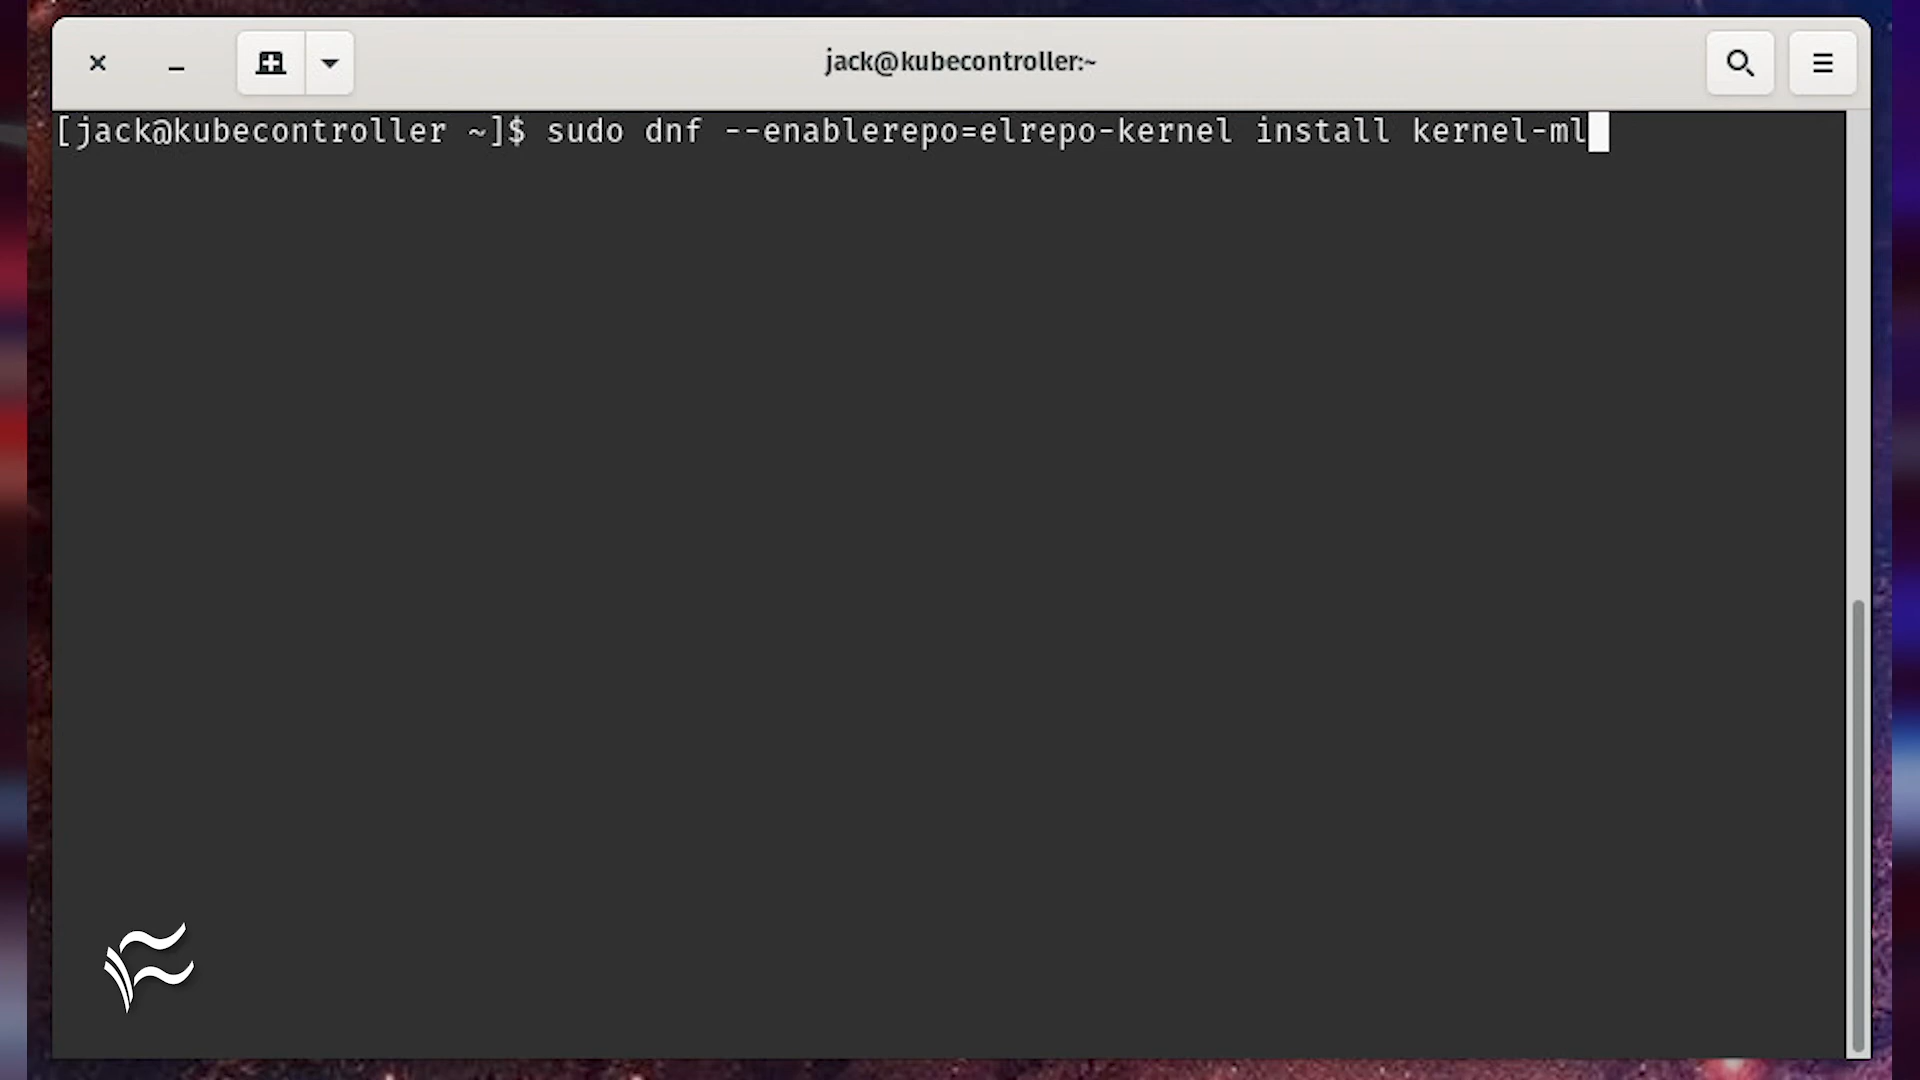 jack@kubecontroller:~
[jack@kubecontroller ~]$ sudo dnf --enablerepo=elrepo-kernel install kernel-ml